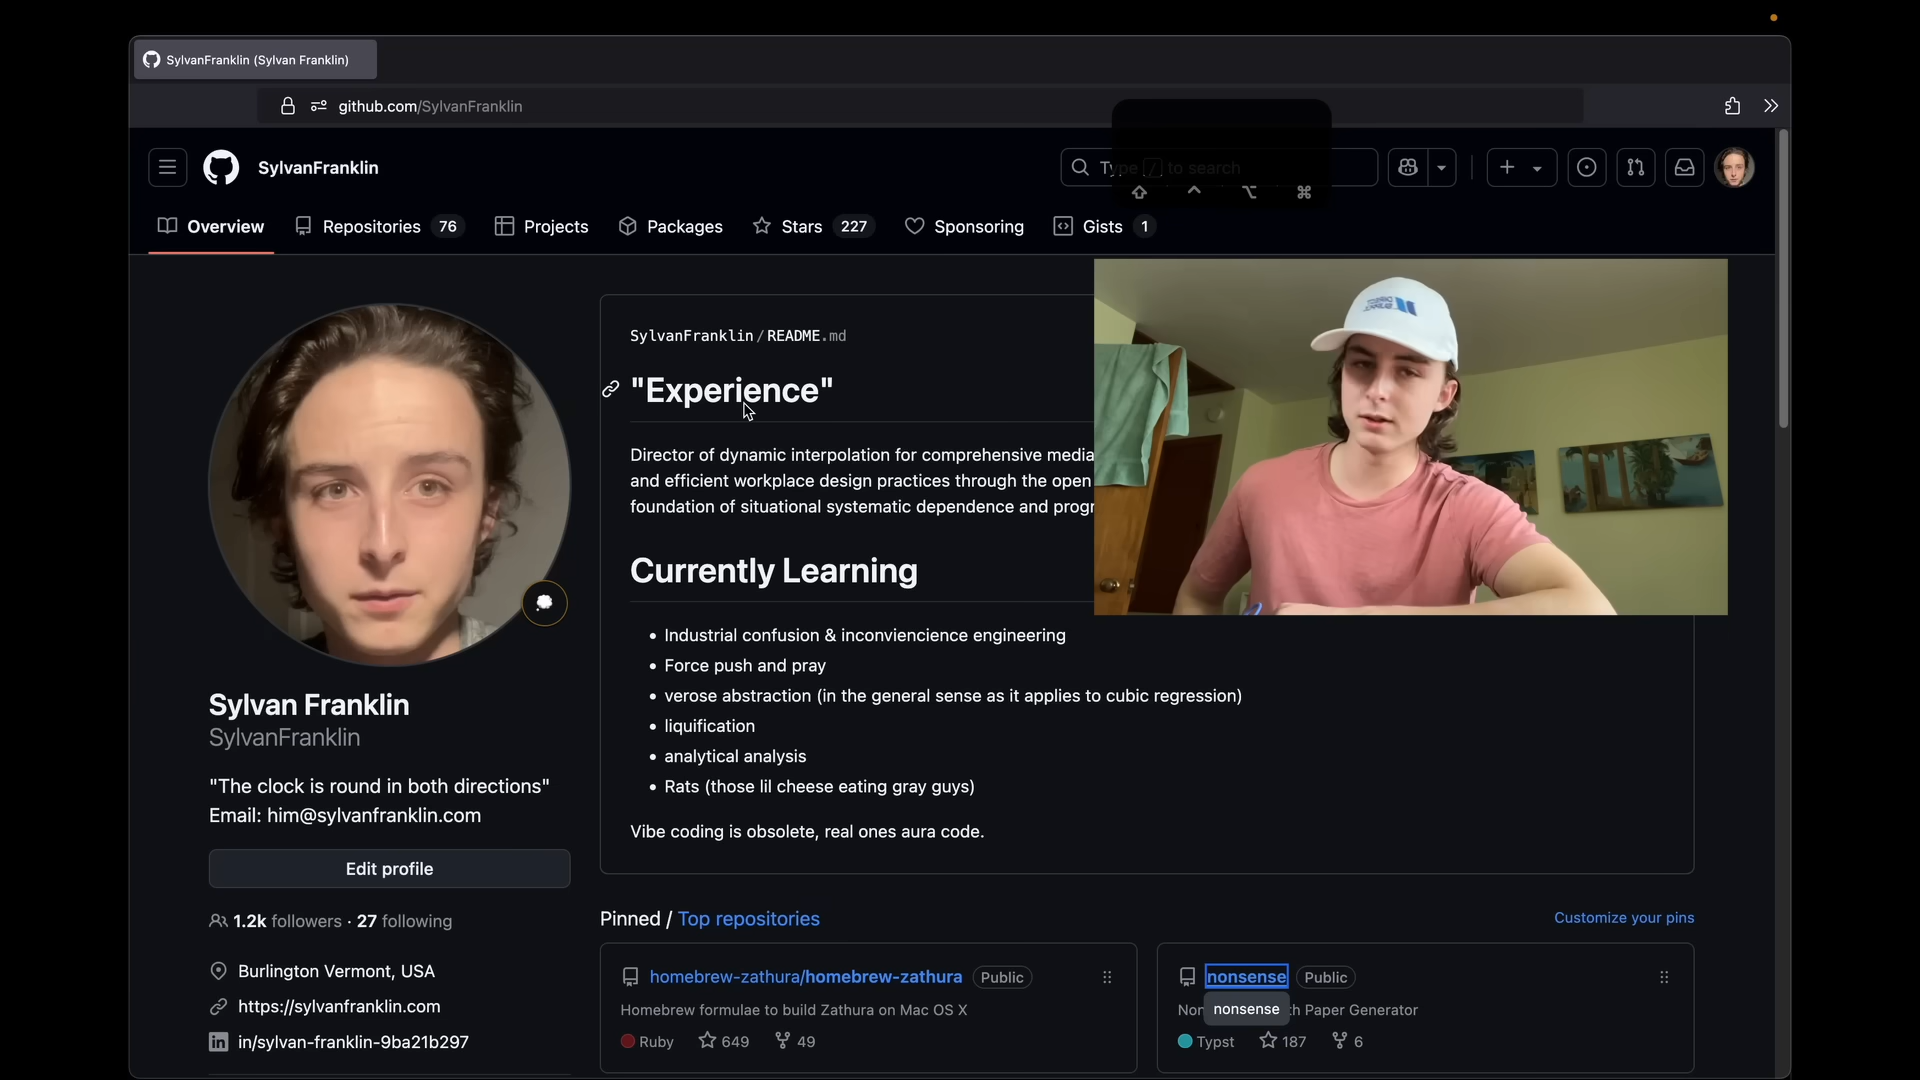 SylvanFranklin (Sylvan Franklin)
github.com/SylvanFranklin
SylvanFranklin
Type / to search
Overview
Repositories 76
Projects
Packages
Stars 227
Sponsoring
Gists 1
SylvanFranklin/README.md
"Experience"
Director of dynamic interpolation for comprehensive media
and efficient workplace design practices through the open
foundation of situational systematic dependence and progr
Currently Learning
Industrial confusion & inconviencience engineering
Force push and pray
verose abstraction (in the general sense as it applies to cubic regression)
liquification
analytical analysis
Rats (those lil cheese eating gray guys)
Vibe coding is obsolete, real ones aura code.
Sylvan Franklin
SylvanFranklin
"The clock is round in both directions"
Email: him@sylvanfranklin.com
Edit profile
1.2k followers · 27 following
Burlington Vermont, USA
https://sylvanfranklin.com
in/sylvan-franklin-9ba21b297
Pinned / Top repositories
Customize your pins
homebrew-zathura/homebrew-zathura Public
Homebrew formulae to build Zathura on Mac OS X
Ruby 649 49
nonsense Public
nonsense
Paper Generator
Typst 187 6